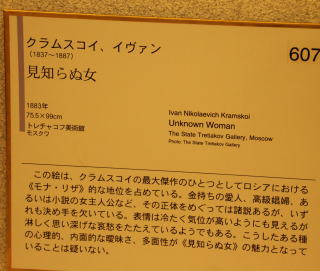 クラムスコイ、イヴァン
(1837〜1887)
607
見知らぬ女
1883年
75.5×99cm
トレチャコフ美術館
モスクワ
Ivan Nikolaevich Kramskoi
Unknown Woman
The State Tretiakov Gallery, Moscow
Photo: The State Tretiakov Gallery
この絵は、クラムスコイの最大傑作のひとつとしてロシアにおける
《モナ・リザ》的な地位を占めている。金持ちの愛人、高級娼婦、あ
るいは小説の女主人公など、その正体をめぐっては諸説あるが、いず
れも決め手を欠いている。表情は冷たく気位が高いようにも見えるが
淋しく思い深げな哀愁をたたえているようでもある。こうしたある種
の心理的、内面的な曖昧さ、多面性が《見知らぬ女》の魅力となって
いることは疑いない。